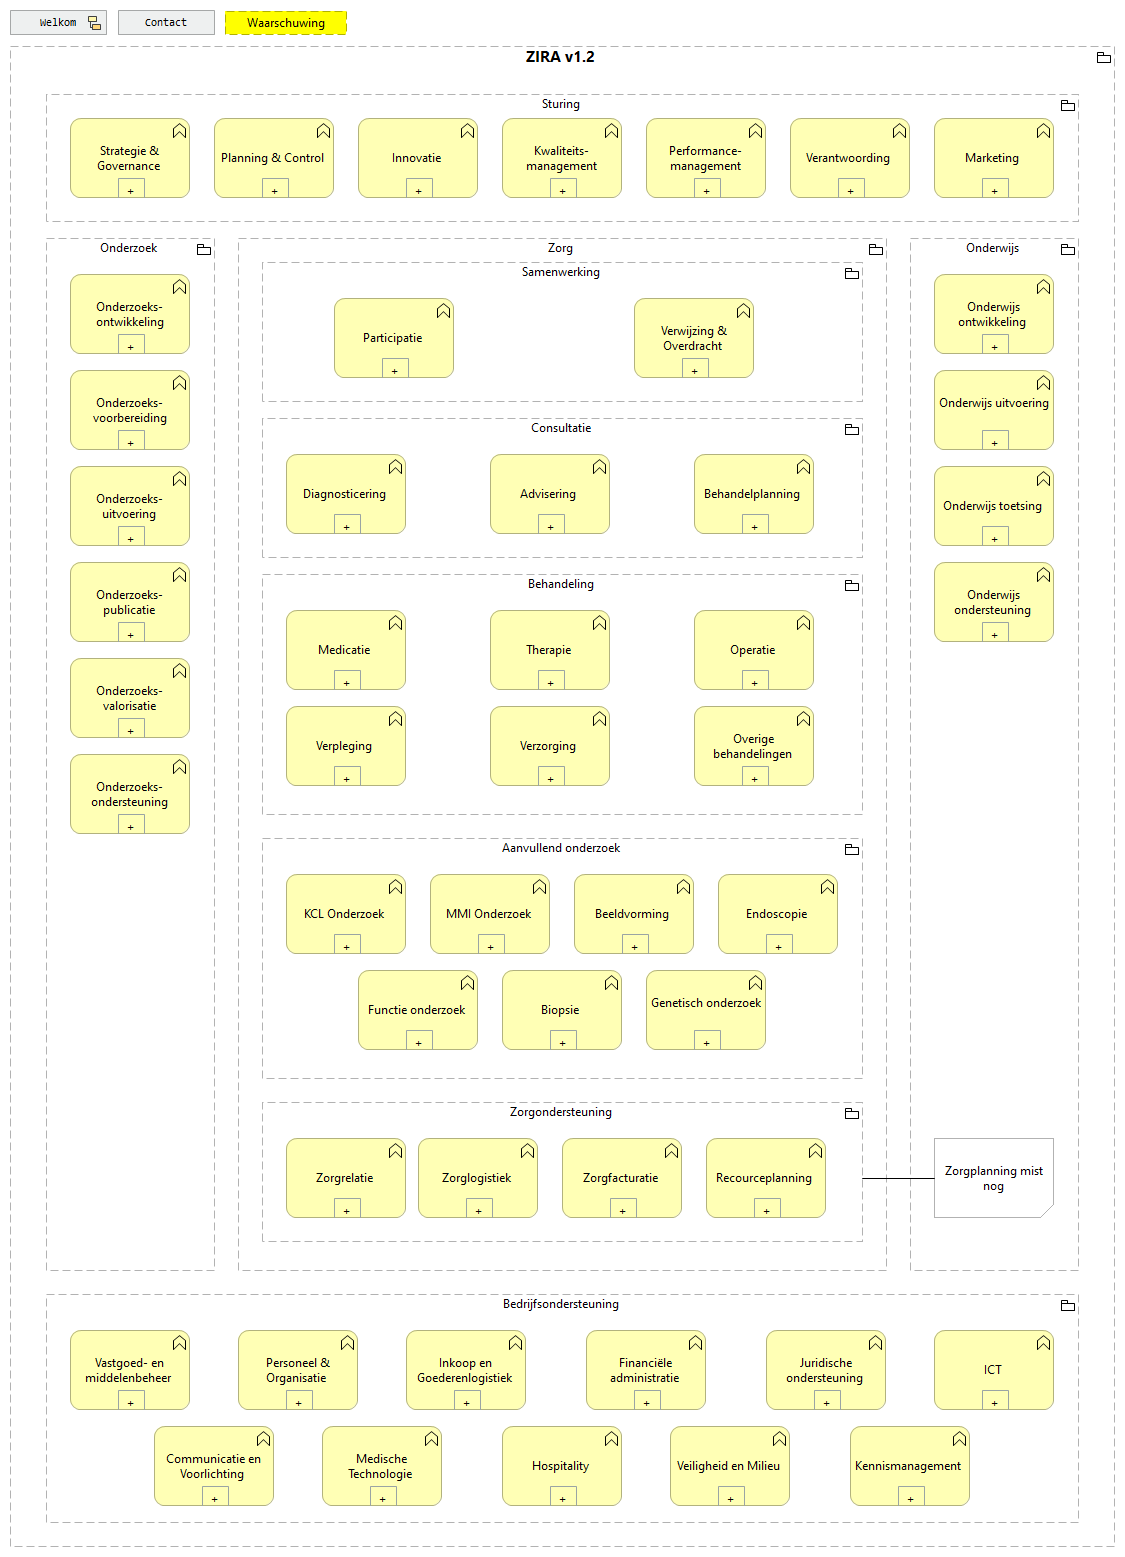 Welkom
Contact
Waarschuwing
ZIRA v1.2
Sturing
Strategie &
Governance
+
Planning & Control
+
Innovatie
+
Kwaliteits-
management
+
Performance-
management
+
Verantwoording
+
Marketing
+
Onderzoek
Onderzoeks-
ontwikkeling
+
Onderzoeks-
voorbereiding
+
Onderzoeks-
uitvoering
+
Onderzoeks-
publicatie
+
Onderzoeks-
valorisatie
+
Onderzoeks-
ondersteuning
+
Zorg
Samenwerking
Participatie
+
Verwijzing &
Overdracht
+
Consultatie
Diagnosticering
+
Advisering
+
Behandelplanning
+
Behandeling
Medicatie
+
Therapie
+
Operatie
+
Verpleging
+
Verzorging
+
Overige
behandelingen
+
Aanvullend onderzoek
KCL Onderzoek
+
MMI Onderzoek
+
Beeldvorming
+
Endoscopie
+
Functie onderzoek
+
Biopsie
+
Genetisch onderzoek
+
Zorgondersteuning
Zorgrelatie
+
Zorglogistiek
+
Zorgfacturatie
+
Recourceplanning
+
Onderwijs
Onderwijs
ontwikkeling
+
Onderwijs uitvoering
+
Onderwijs toetsing
+
Onderwijs
ondersteuning
+
Zorgplanning mist
nog
Bedrijfsondersteuning
Vastgoed- en
middelenbeheer
+
Personeel &
Organisatie
+
Inkoop en
Goederenlogistiek
+
Financiële
administratie
+
Juridische
ondersteuning
+
ICT
+
Communicatie en
Voorlichting
+
Medische
Technologie
+
Hospitality
+
Veiligheid en Milieu
+
Kennismanagement
+